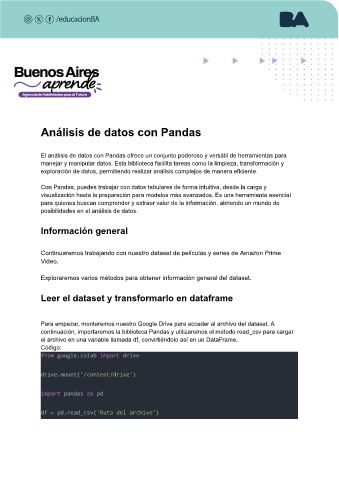 /educacionBA
BA
Buenos Aires
aprende
Agencia de Habilidades para el Futuro
Análisis de datos con Pandas
El análisis de datos con Pandas ofrece un conjunto poderoso y versátil de herramientas para
manejar y manipular datos. Esta biblioteca facilita tareas como la limpieza, transformación y
exploración de datos, permitiendo realizar análisis complejos de manera eficiente.
Con Pandas, puedes trabajar con datos tabulares de forma intuitiva, desde la carga y
visualización hasta la preparación para modelos más avanzados. Es una herramienta esencial
para quienes buscan comprender y extraer valor de la información, abriendo un mundo de
posibilidades en el análisis de datos.
Información general
Continuaremos trabajando con nuestro dataset de películas y series de Amazon Prime
Video.
Exploraremos varios métodos para obtener información general del dataset.
Leer el dataset y transformarlo en dataframe
Para empezar, montaremos nuestro Google Drive para acceder al archivo del dataset. A
continuación, importaremos la biblioteca Pandas y utilizaremos el método read_csv para cargar
el archivo en una variable llamada df, convirtiéndolo así en un DataFrame.
Código:
from google.colab import drive
drive.mount('/content/drive')
import pandas as pd
df = pd.read_csv('Ruta del archivo')